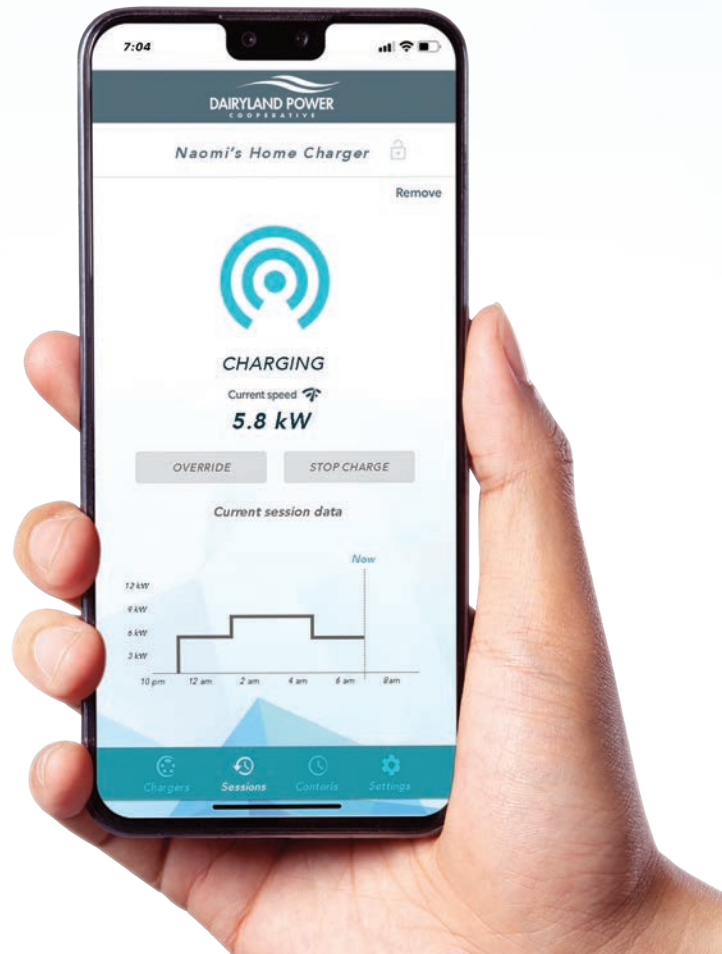 7:04
DAIRYLAND POWER
COOPERATIVE
Naomi's Home Charger
Remove
CHARGING
Current speed
5.8 kW
OVERRIDE STOP CHARGE
Current session data
Now
12 kW
9 kW
6 kW
3 kW
10 pm 12 am 2 am 4 am 6 am 8am
Chargers Sessions Contorls Settings